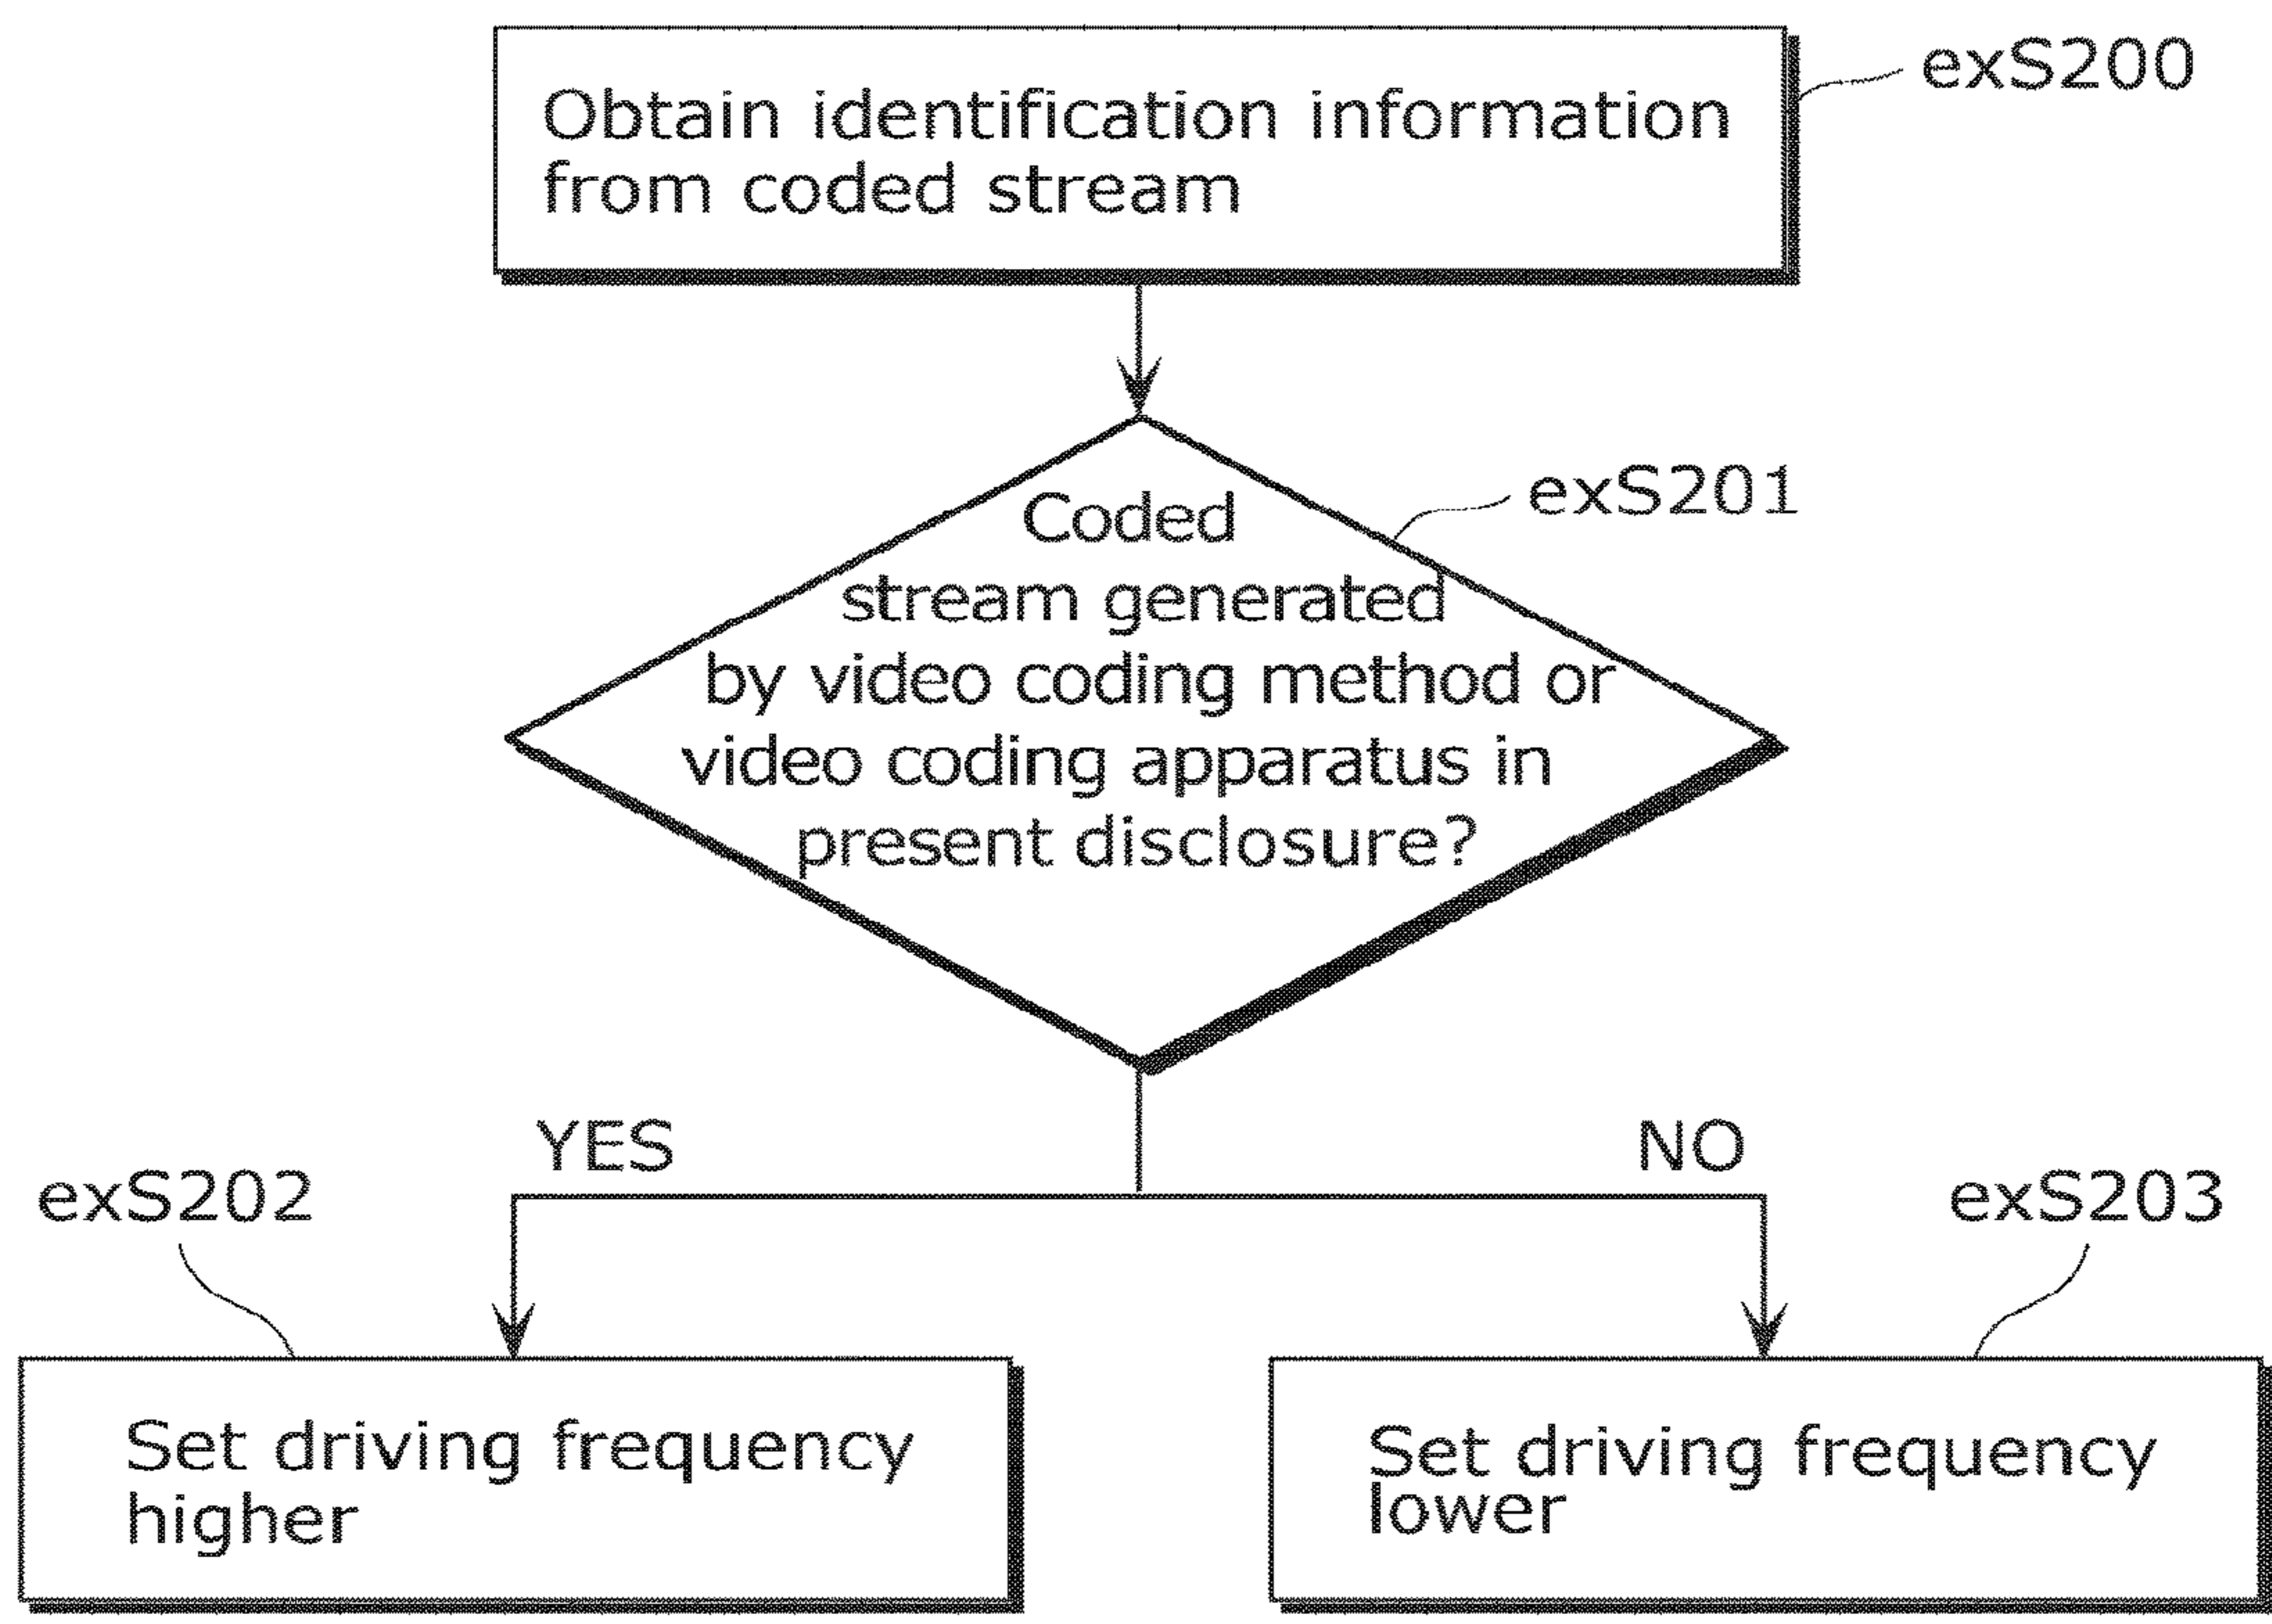 Obtain identification information
from coded stream
exS200
Coded
stream generated
by video coding method or
video coding apparatus in
present disclosure?
exS201
YES
NO
exS202
exS203
Set driving frequency
higher
Set driving frequency
lower